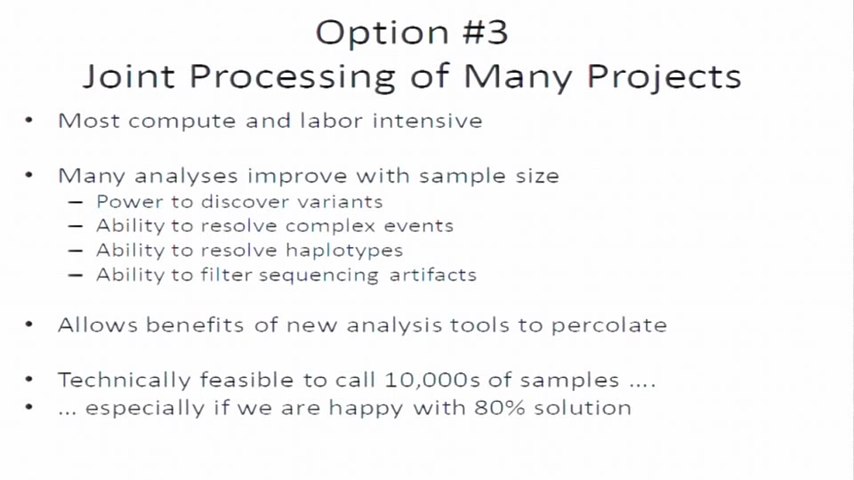 Option #3
Joint Processing of Many Projects
• Most compute and labor intensive
• Many analyses improve with sample size
– Power to discover variants
– Ability to resolve complex events
– Ability to resolve haplotypes
– Ability to filter sequencing artifacts
• Allows benefits of new analysis tools to percolate
• Technically feasible to call 10,000s of samples ....
• ... especially if we are happy with 80% solution